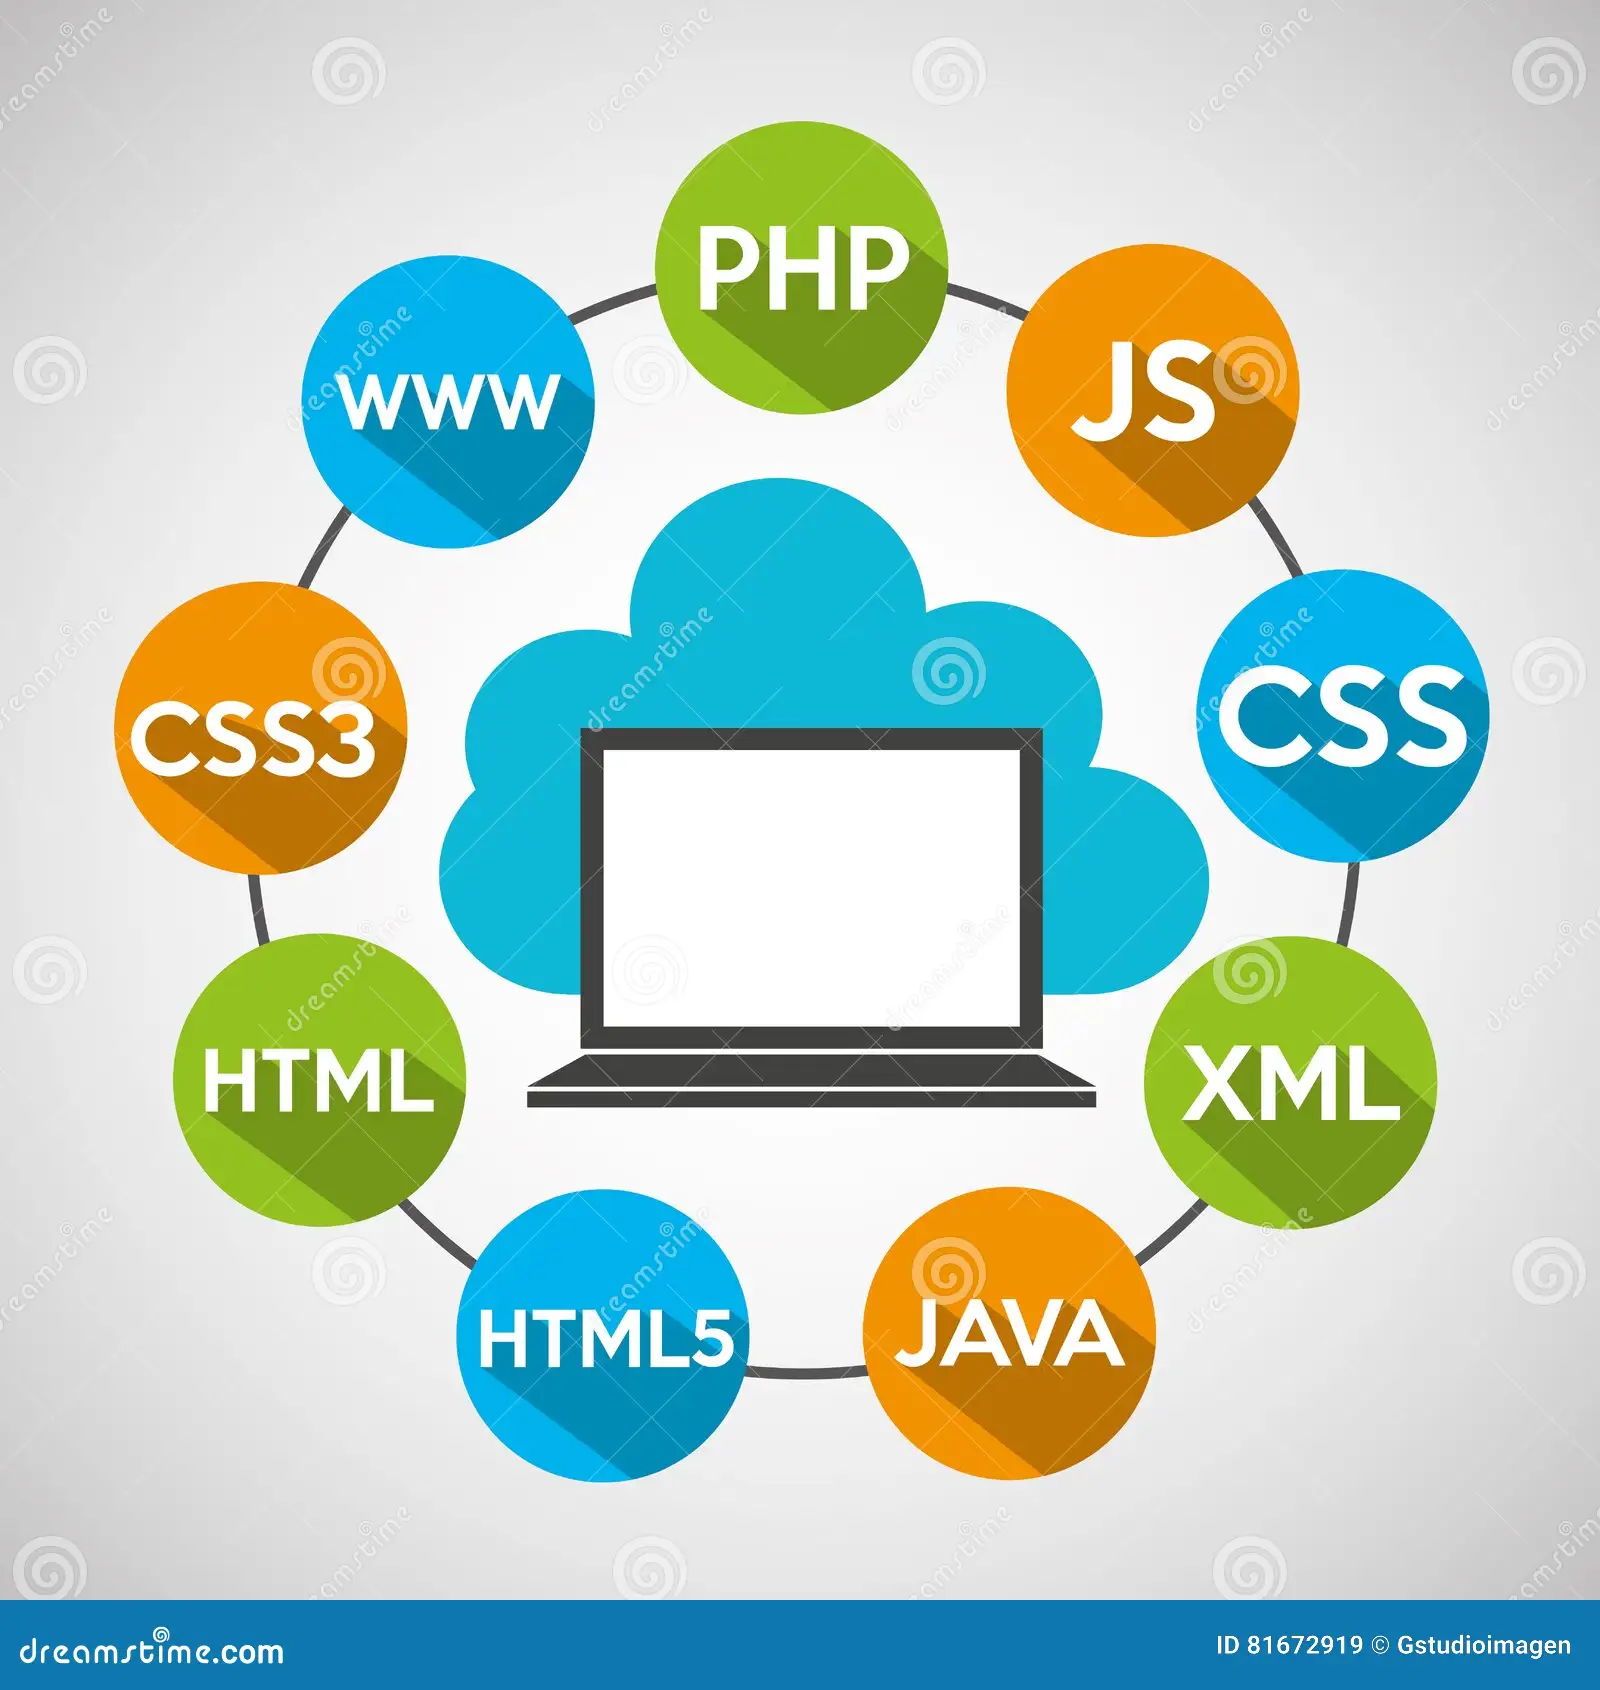 PHP
WWW
JS
CSS3
CSS
HTML
XML
HTML5
JAVA
dreamstime.com
ID 81672919 © Gstudioimagen